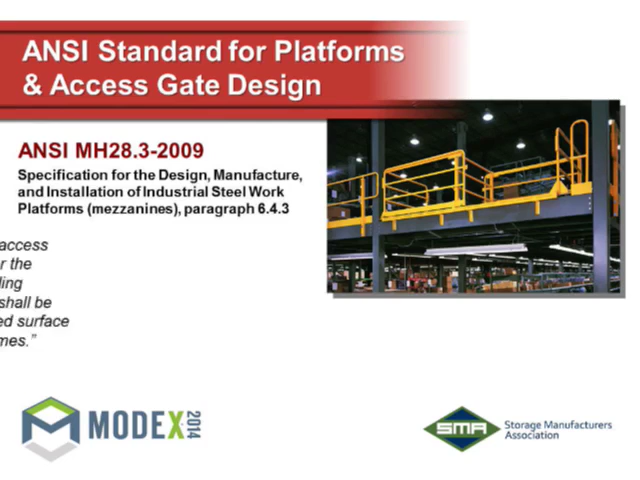 ANSI Standard for Platforms
& Access Gate Design
ANSI MH28.3-2009
Specification for the Design, Manufacture,
and Installation of Industrial Steel Work
Platforms (mezzanines), paragraph 6.4.3
access
r the
ing
shall be
ed surface
mes.”
MODEX 2014
SMA Storage Manufacturers
Association